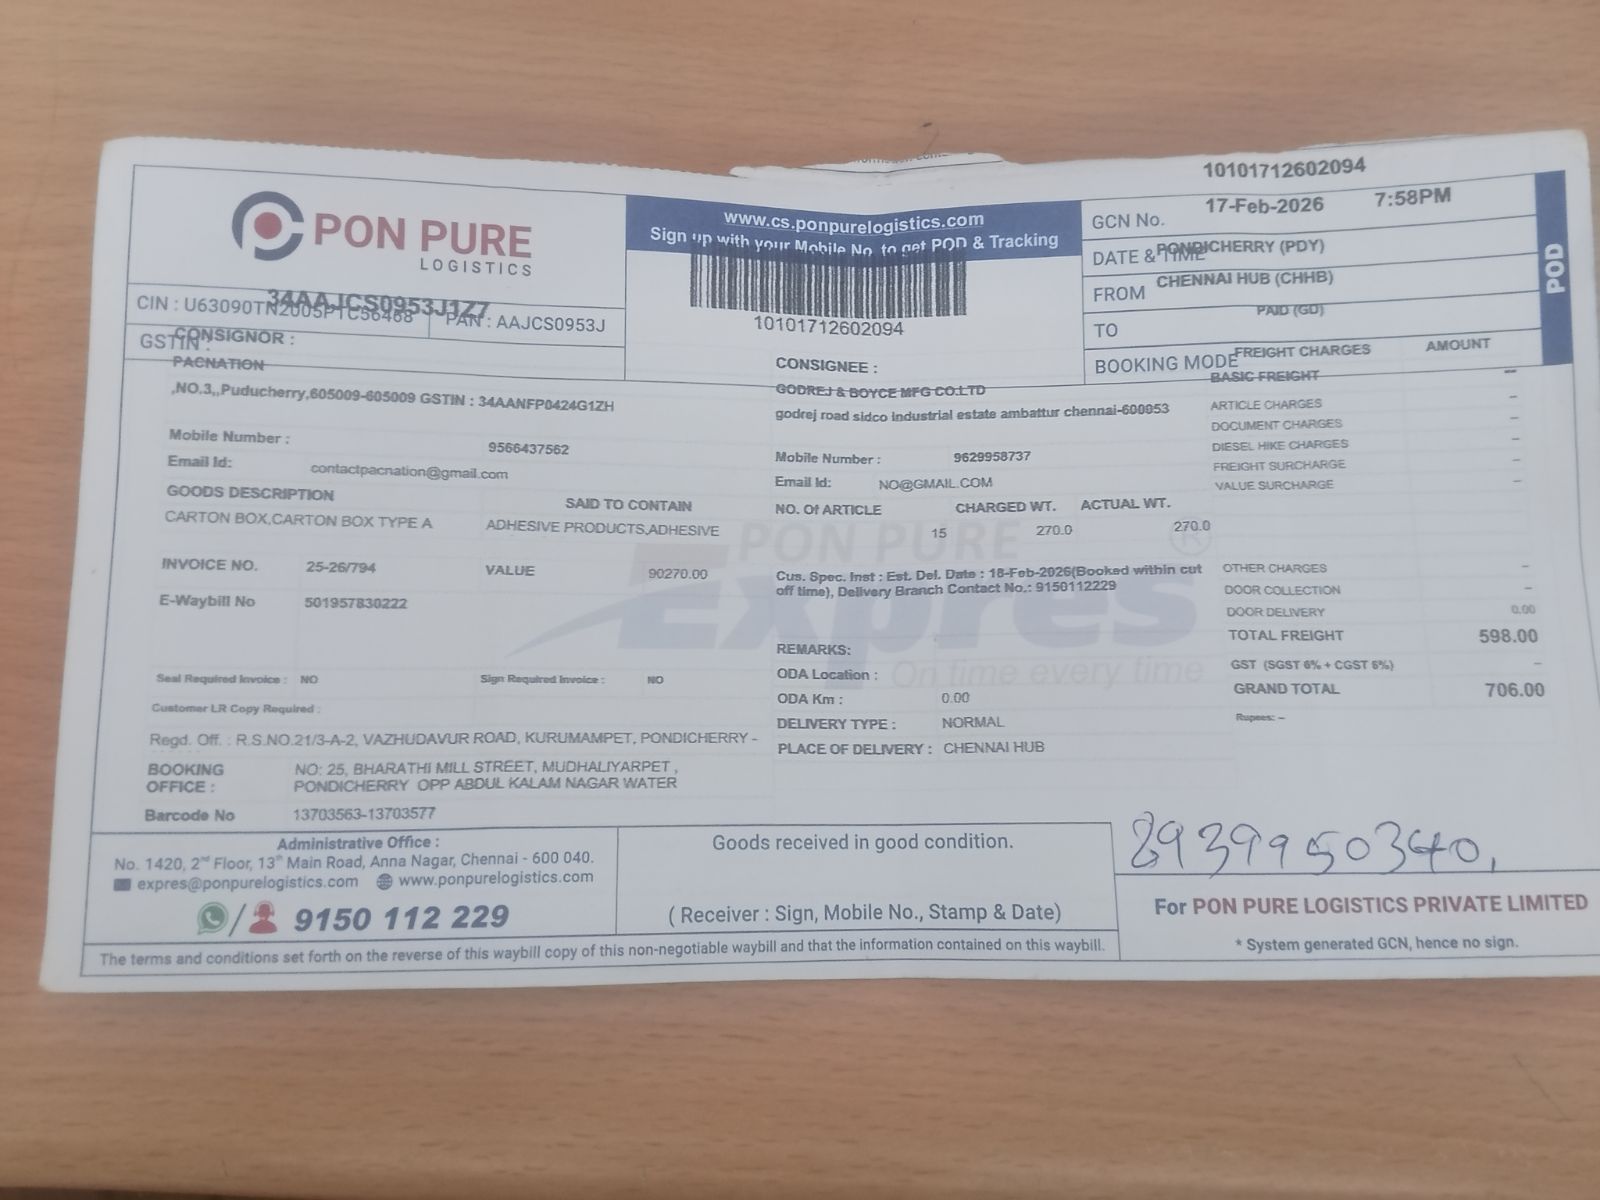 10101712602094
PON PURE
LOGISTICS
www.cs.ponpurelogistics.com
Sign up with your Mobile No. to get POD & Tracking
GCN No.
17-Feb-2026 7:58PM
DATE & TIME
PONDICHERRY (PDY)
FROM
CHENNAI HUB (CHHB)
TO
PAID (GD)
BOOKING MODE
POD
34AAJCS0953J1Z7
CIN : U63090TN2005PTC56468
PAN : AAJCS0953J
GSTIN :
10101712602094
CONSIGNOR :
PACNATION
,NO.3,,Puducherry,605009-605009 GSTIN : 34AANFP0424G1ZH
Mobile Number : 9566437562
Email Id: contactpacnation@gmail.com
CONSIGNEE :
GODREJ & BOYCE MFG CO.LTD
godrej road sidco industrial estate ambattur chennai-600053
Mobile Number : 9629958737
Email Id: NO@GMAIL.COM
FREIGHT CHARGES AMOUNT
BASIC FREIGHT –
ARTICLE CHARGES –
DOCUMENT CHARGES –
DIESEL HIKE CHARGES –
FREIGHT SURCHARGE –
VALUE SURCHARGE –
GOODS DESCRIPTION SAID TO CONTAIN
CARTON BOX,CARTON BOX TYPE A ADHESIVE PRODUCTS,ADHESIVE
NO. Of ARTICLE CHARGED WT. ACTUAL WT.
15 270.0 270.0
PON PURE
Expres ®
On time every time
INVOICE NO. 25-26/794 VALUE 90270.00
E-Waybill No 501957830222
Cus. Spec. Inst : Est. Del. Date : 18-Feb-2026(Booked within cut
off time), Delivery Branch Contact No.: 9150112229
OTHER CHARGES –
DOOR COLLECTION –
DOOR DELIVERY 0.00
TOTAL FREIGHT 598.00
GST (SGST 6% + CGST 6%) –
GRAND TOTAL 706.00
Rupees: –
REMARKS:
ODA Location :
ODA Km : 0.00
DELIVERY TYPE : NORMAL
PLACE OF DELIVERY : CHENNAI HUB
Seal Required Invoice : NO Sign Required Invoice : NO
Customer LR Copy Required :
Regd. Off. : R.S.NO.21/3-A-2, VAZHUDAVUR ROAD, KURUMAMPET, PONDICHERRY -
BOOKING OFFICE : NO: 25, BHARATHI MILL STREET, MUDHALIYARPET ,
PONDICHERRY OPP ABDUL KALAM NAGAR WATER
Barcode No 13703563-13703577
Administrative Office :
No. 1420, 2nd Floor, 13th Main Road, Anna Nagar, Chennai - 600 040.
expres@ponpurelogistics.com www.ponpurelogistics.com
9150 112 229
Goods received in good condition.
( Receiver : Sign, Mobile No., Stamp & Date)
8939950340,
For PON PURE LOGISTICS PRIVATE LIMITED
* System generated GCN, hence no sign.
The terms and conditions set forth on the reverse of this waybill copy of this non-negotiable waybill and that the information contained on this waybill.